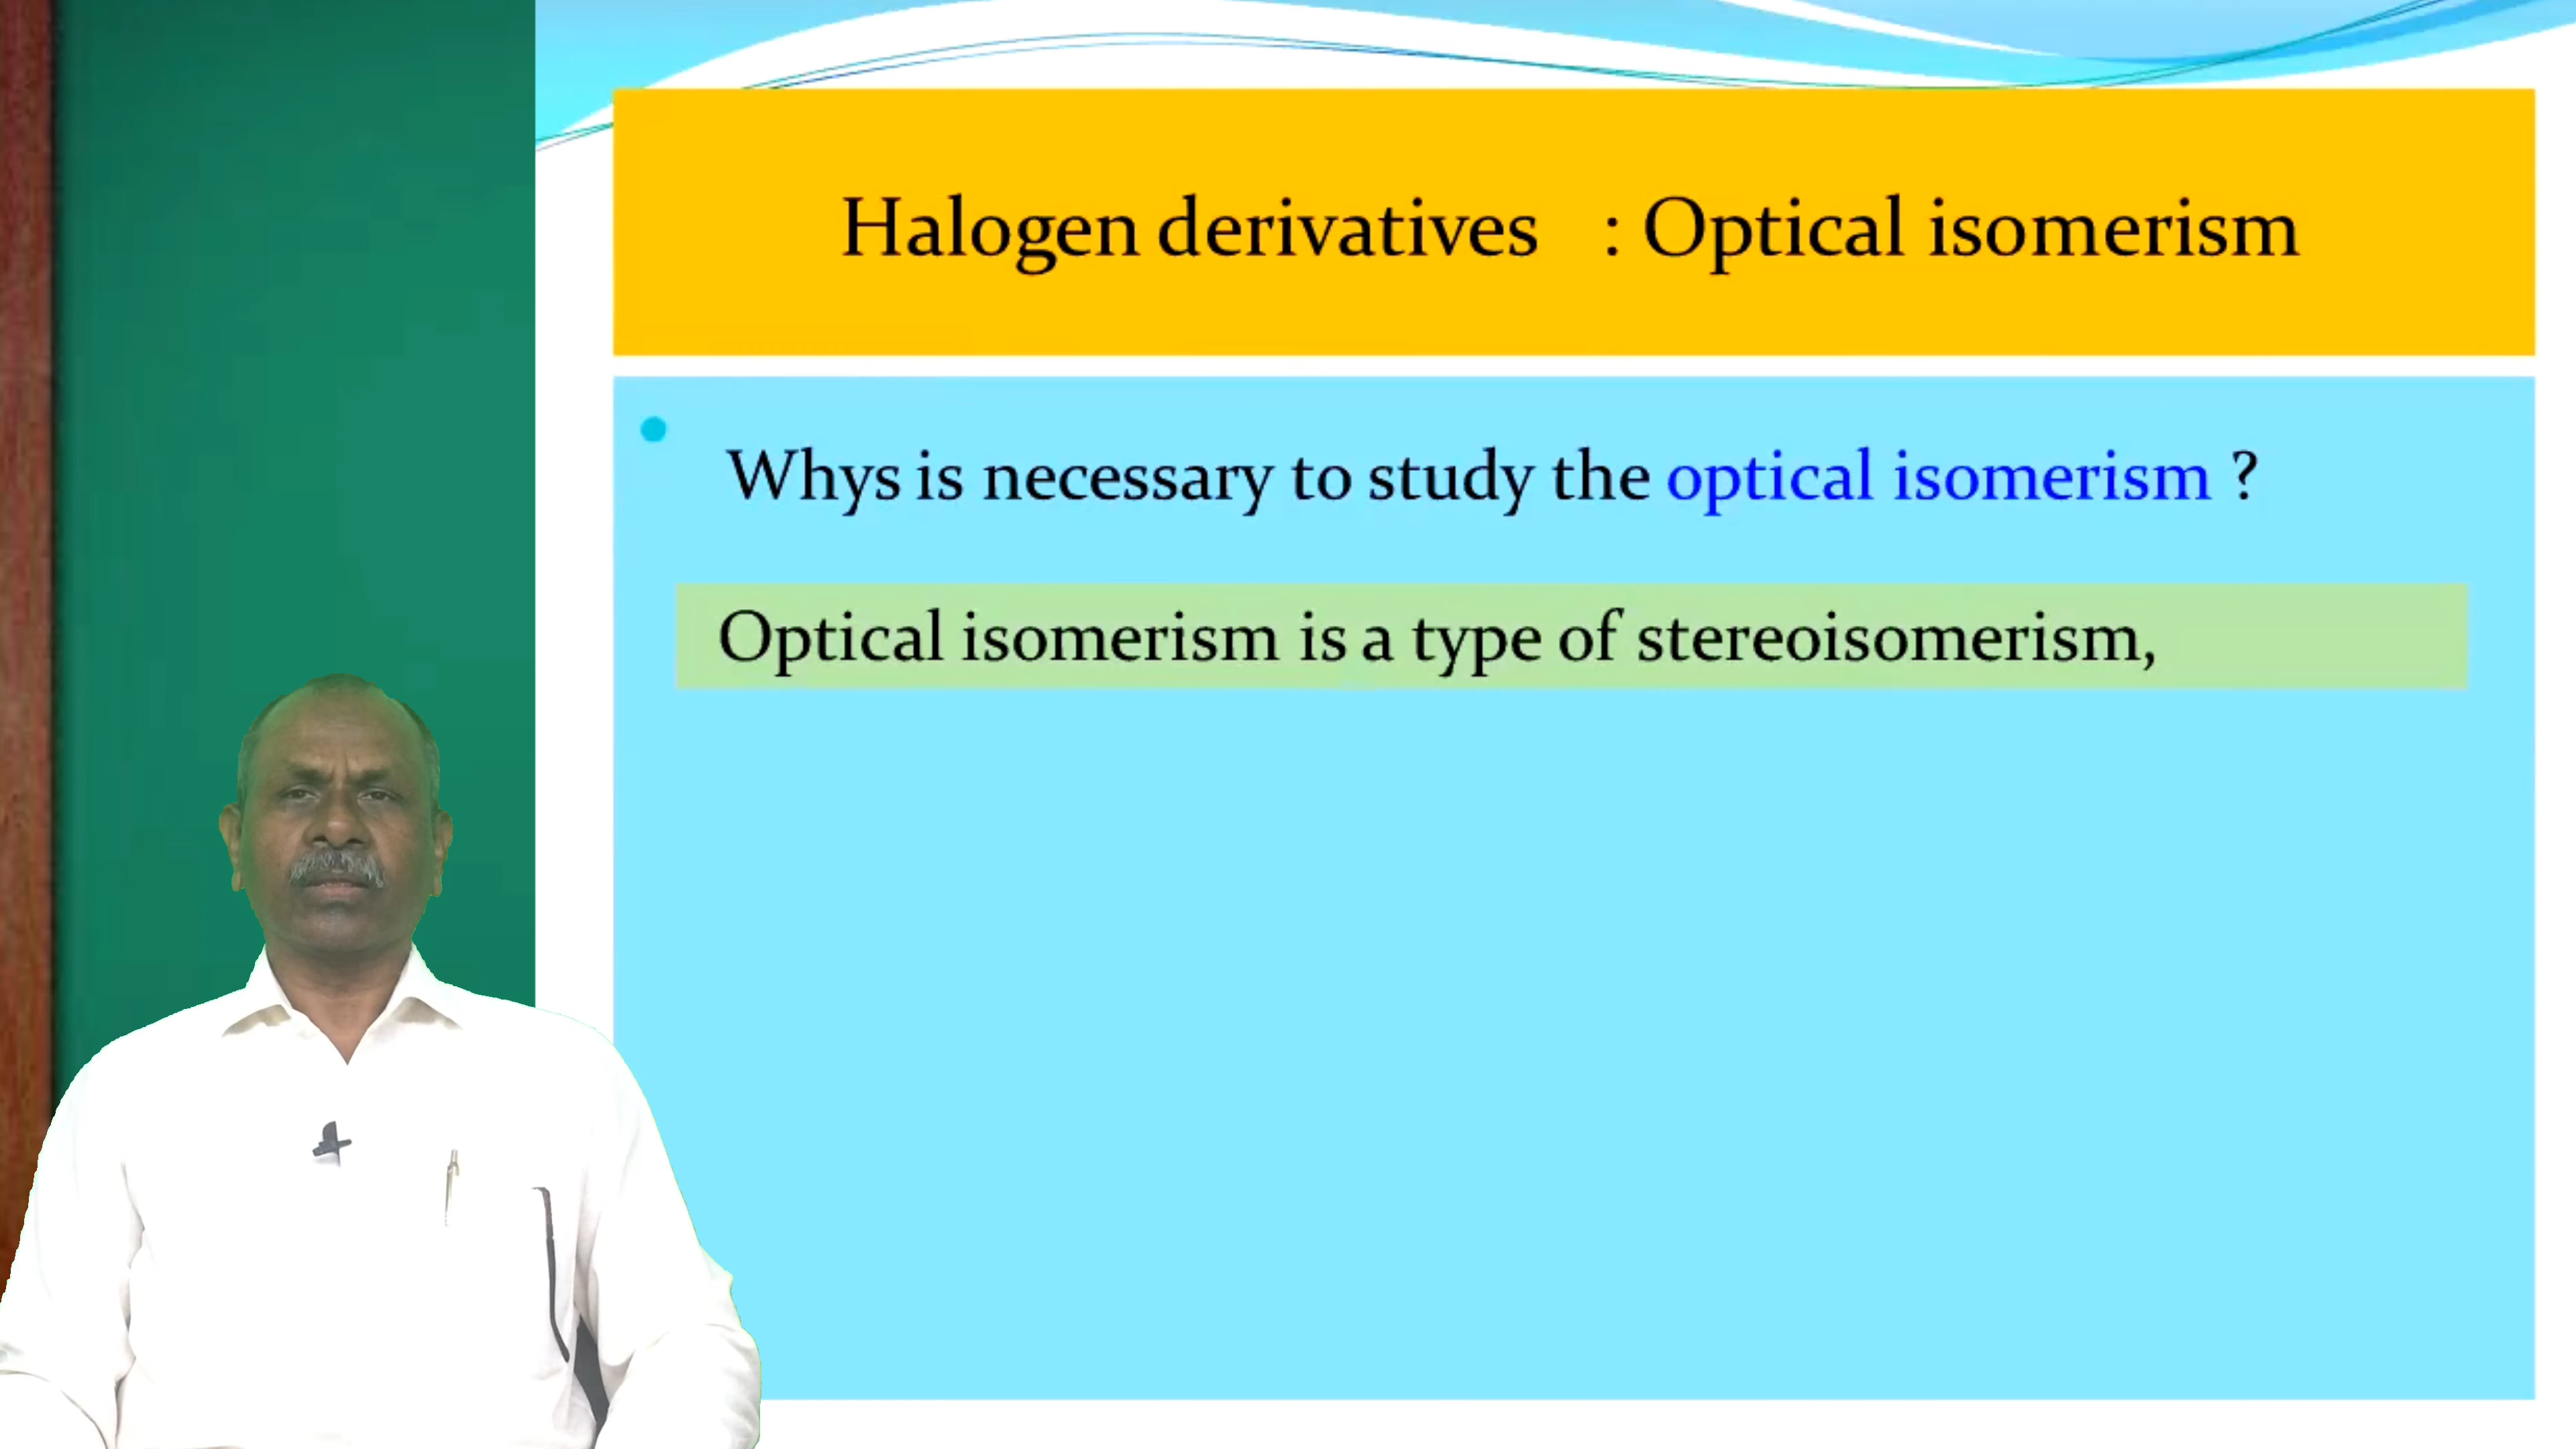 Halogen derivatives : Optical isomerism
Whys is necessary to study the optical isomerism ?
Optical isomerism is a type of stereoisomerism,